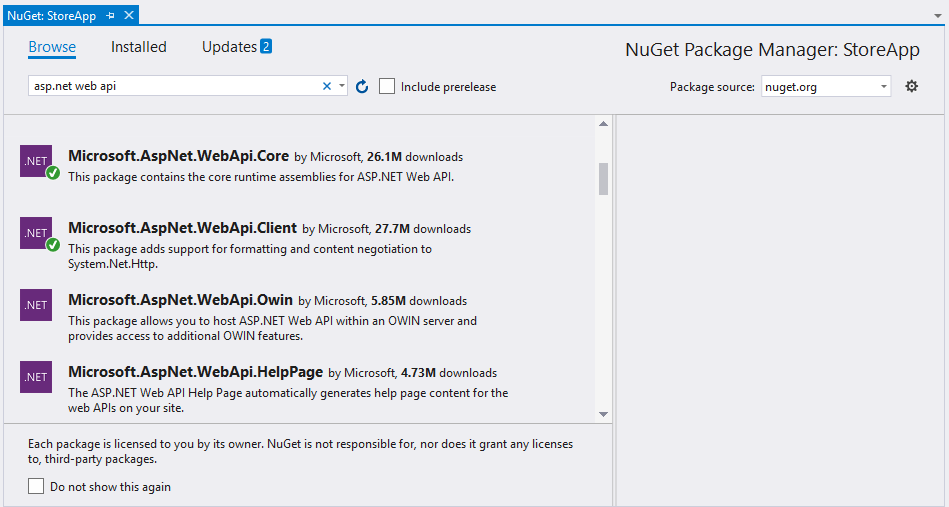 NuGet: StoreApp
Browse Installed Updates 2
NuGet Package Manager: StoreApp
asp.net web api
Include prerelease
Package source: nuget.org
.NET
Microsoft.AspNet.WebApi.Core by Microsoft, 26.1M downloads
This package contains the core runtime assemblies for ASP.NET Web API.
.NET
Microsoft.AspNet.WebApi.Client by Microsoft, 27.7M downloads
This package adds support for formatting and content negotiation to
System.Net.Http.
.NET
Microsoft.AspNet.WebApi.Owin by Microsoft, 5.85M downloads
This package allows you to host ASP.NET Web API within an OWIN server and
provides access to additional OWIN features.
.NET
Microsoft.AspNet.WebApi.HelpPage by Microsoft, 4.73M downloads
The ASP.NET Web API Help Page automatically generates help page content for the
web APIs on your site.
Each package is licensed to you by its owner. NuGet is not responsible for, nor does it grant any licenses
to, third-party packages.
Do not show this again